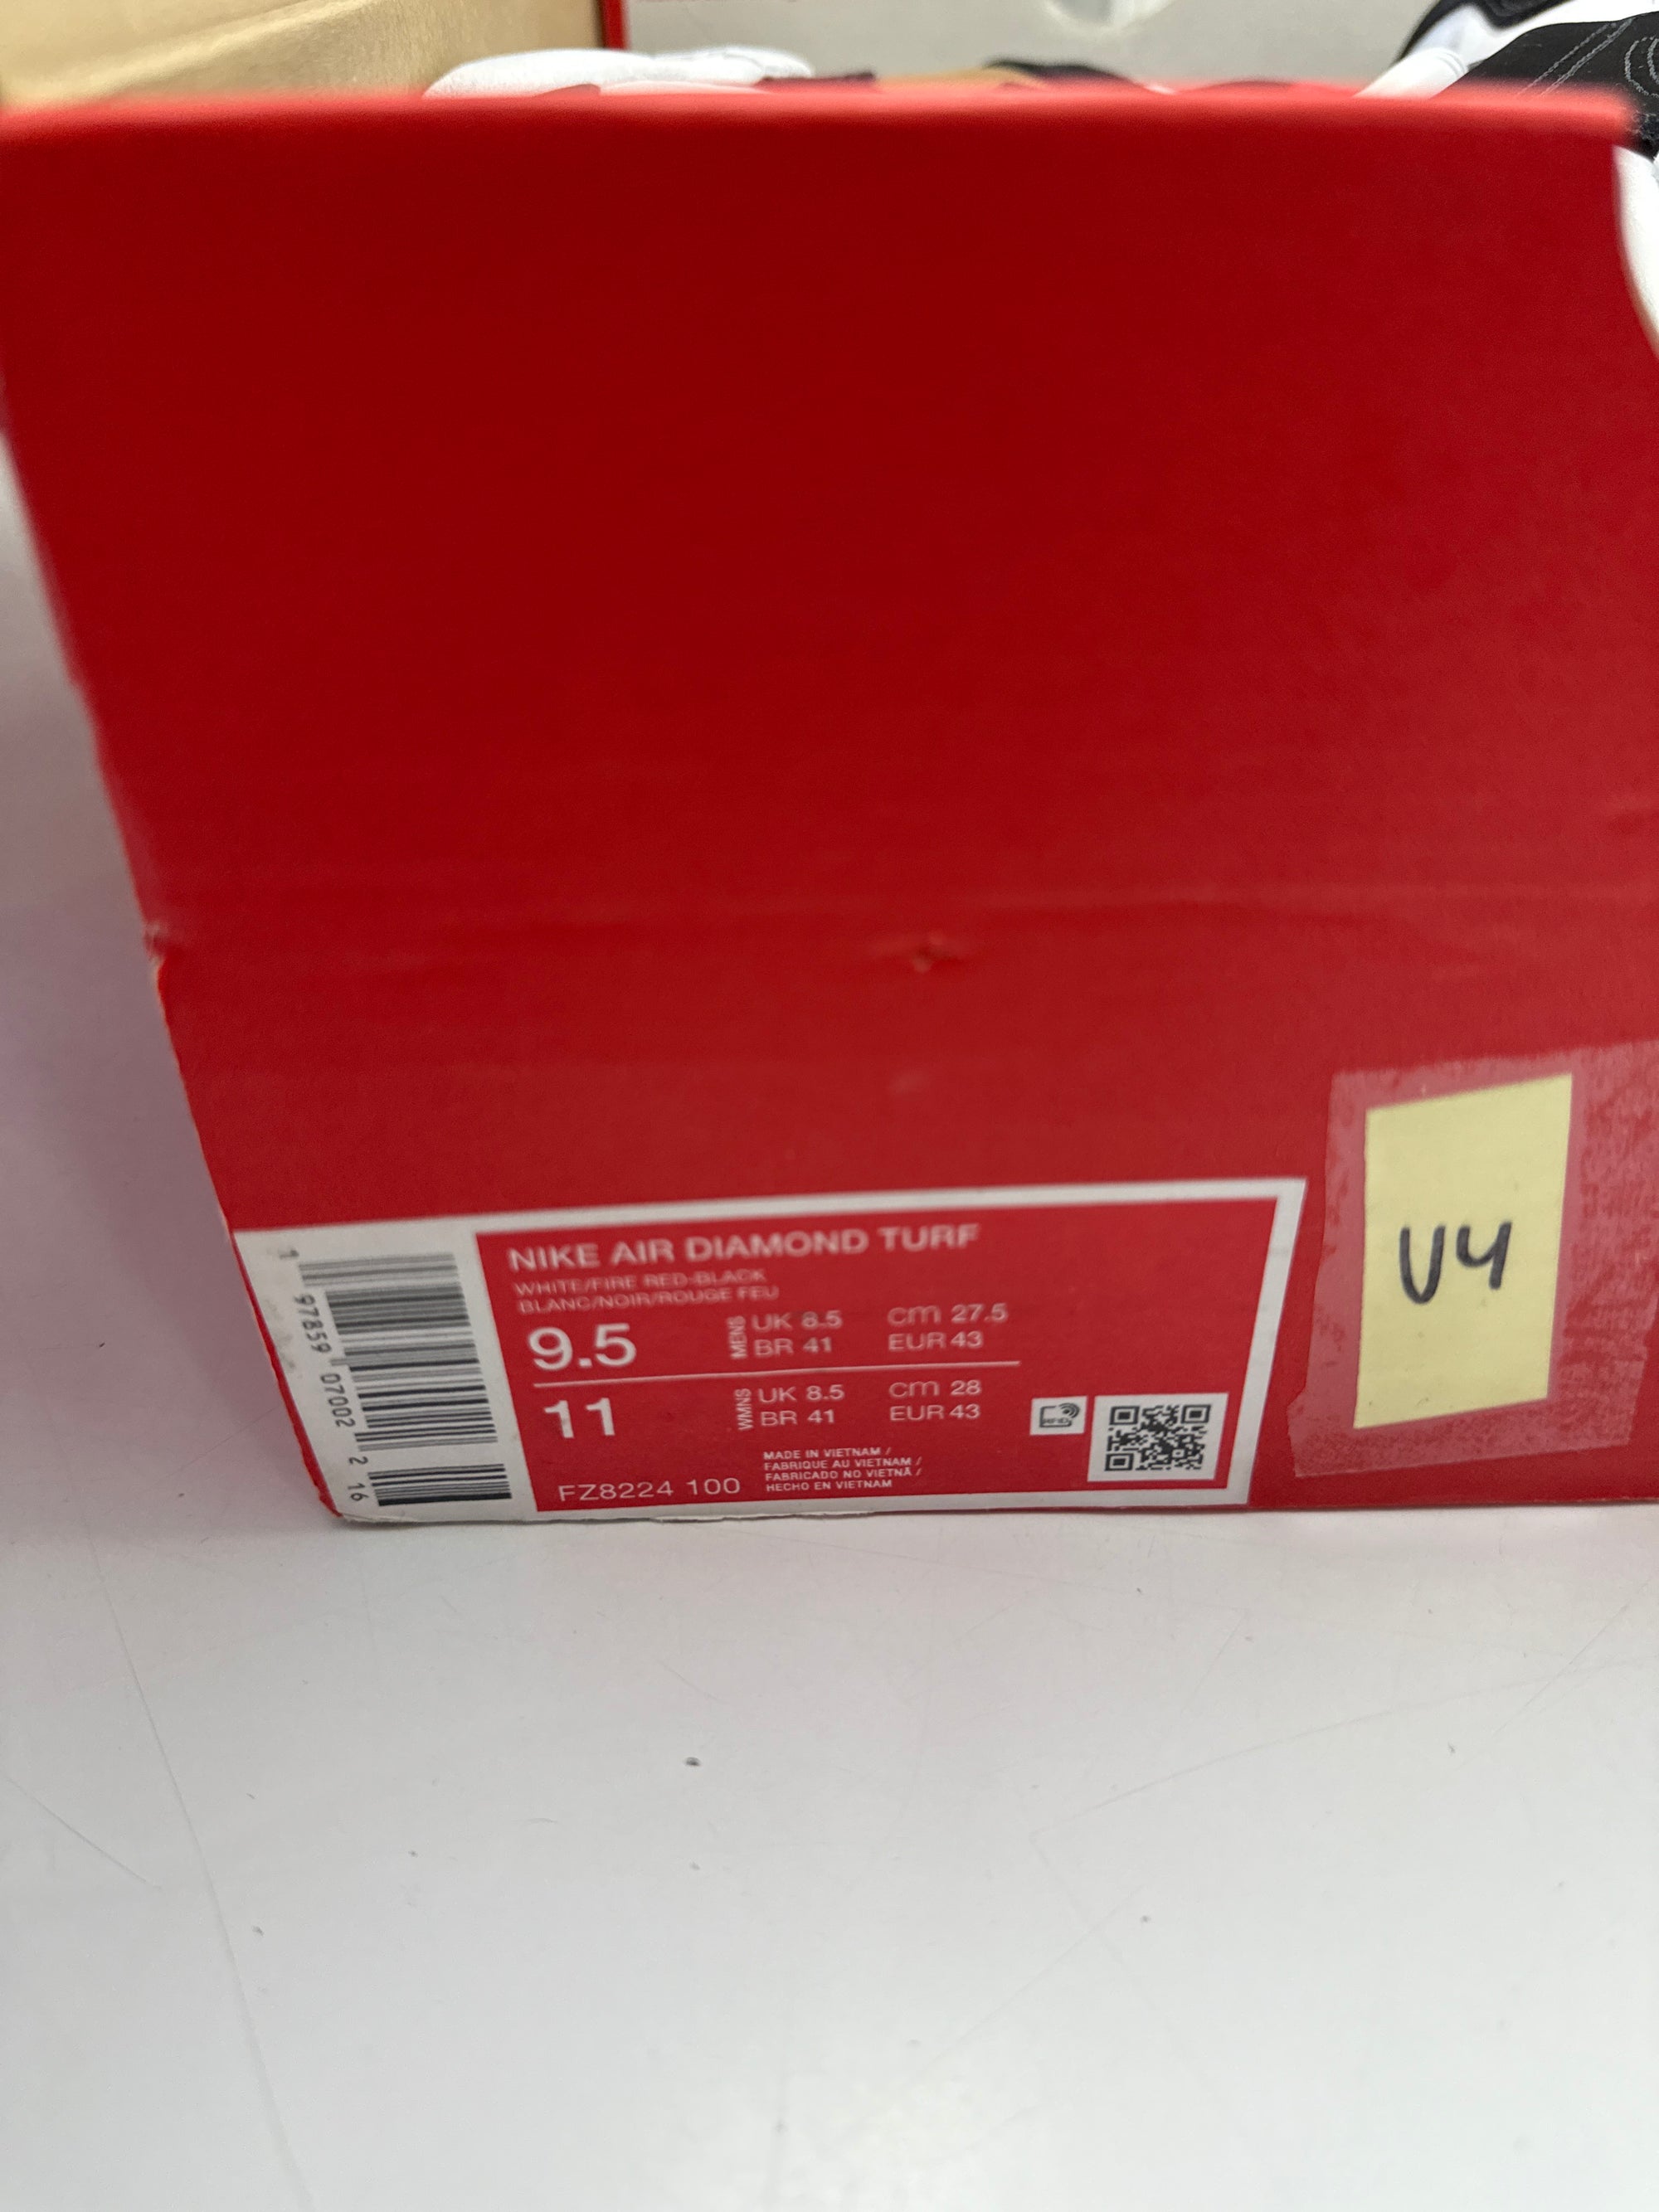 NIKE AIR DIAMOND TURF
WHITE/FIRE RED-BLACK
BLANC/NOIR/ROUGE FEU
9.5 MENS UK 8.5 cm 27.5
BR 41 EUR 43
11 WMNS UK 8.5 cm 28
BR 41 EUR 43
FZ8224 100
MADE IN VIETNAM /
FABRIQUE AU VIETNAM /
FABRICADO NO VIETNÃ /
HECHO EN VIETNAM
RFID
1 97859 07002 2 16
U4